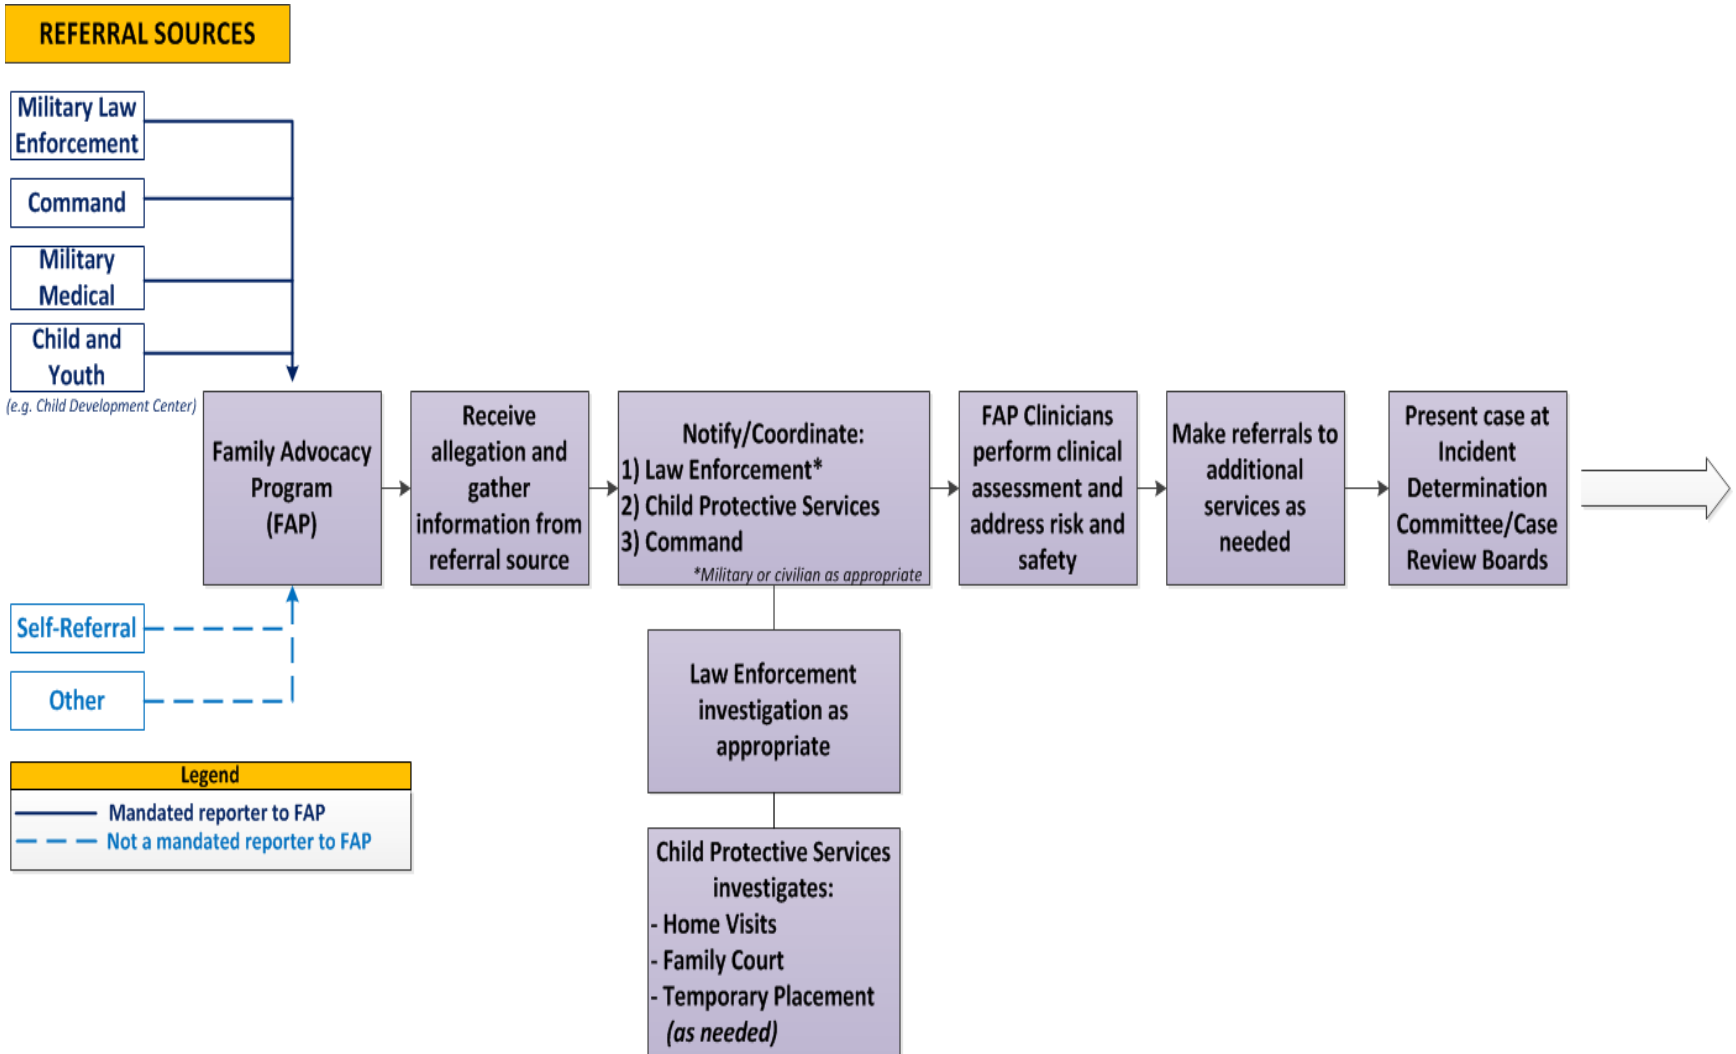 REFERRAL SOURCES
Military Law
Enforcement
Command
Military
Medical
Child and
Youth
(e.g. Child Development Center)
Family Advocacy
Program
(FAP)
Receive
allegation and
gather
information from
referral source
Notify/Coordinate:
1) Law Enforcement*
2) Child Protective Services
3) Command
*Military or civilian as appropriate
FAP Clinicians
perform clinical
assessment and
address risk and
safety
Make referrals to
additional
services as
needed
Present case at
Incident
Determination
Committee/Case
Review Boards
Self-Referral
Other
Law Enforcement
investigation as
appropriate
Child Protective Services
investigates:
- Home Visits
- Family Court
- Temporary Placement
(as needed)
Legend
Mandated reporter to FAP
Not a mandated reporter to FAP